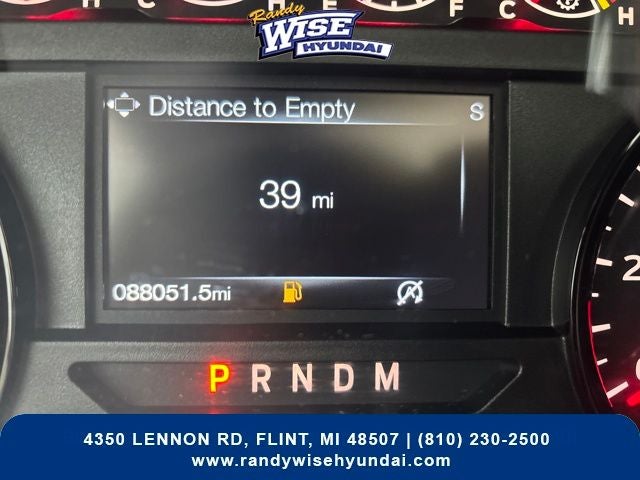 H C H E F C H
Randy
WISE
HYUNDAI
Distance to Empty S
39 mi
088051.5mi
P R N D M
2
4350 LENNON RD, FLINT, MI 48507 | (810) 230-2500
www.randywisehyundai.com